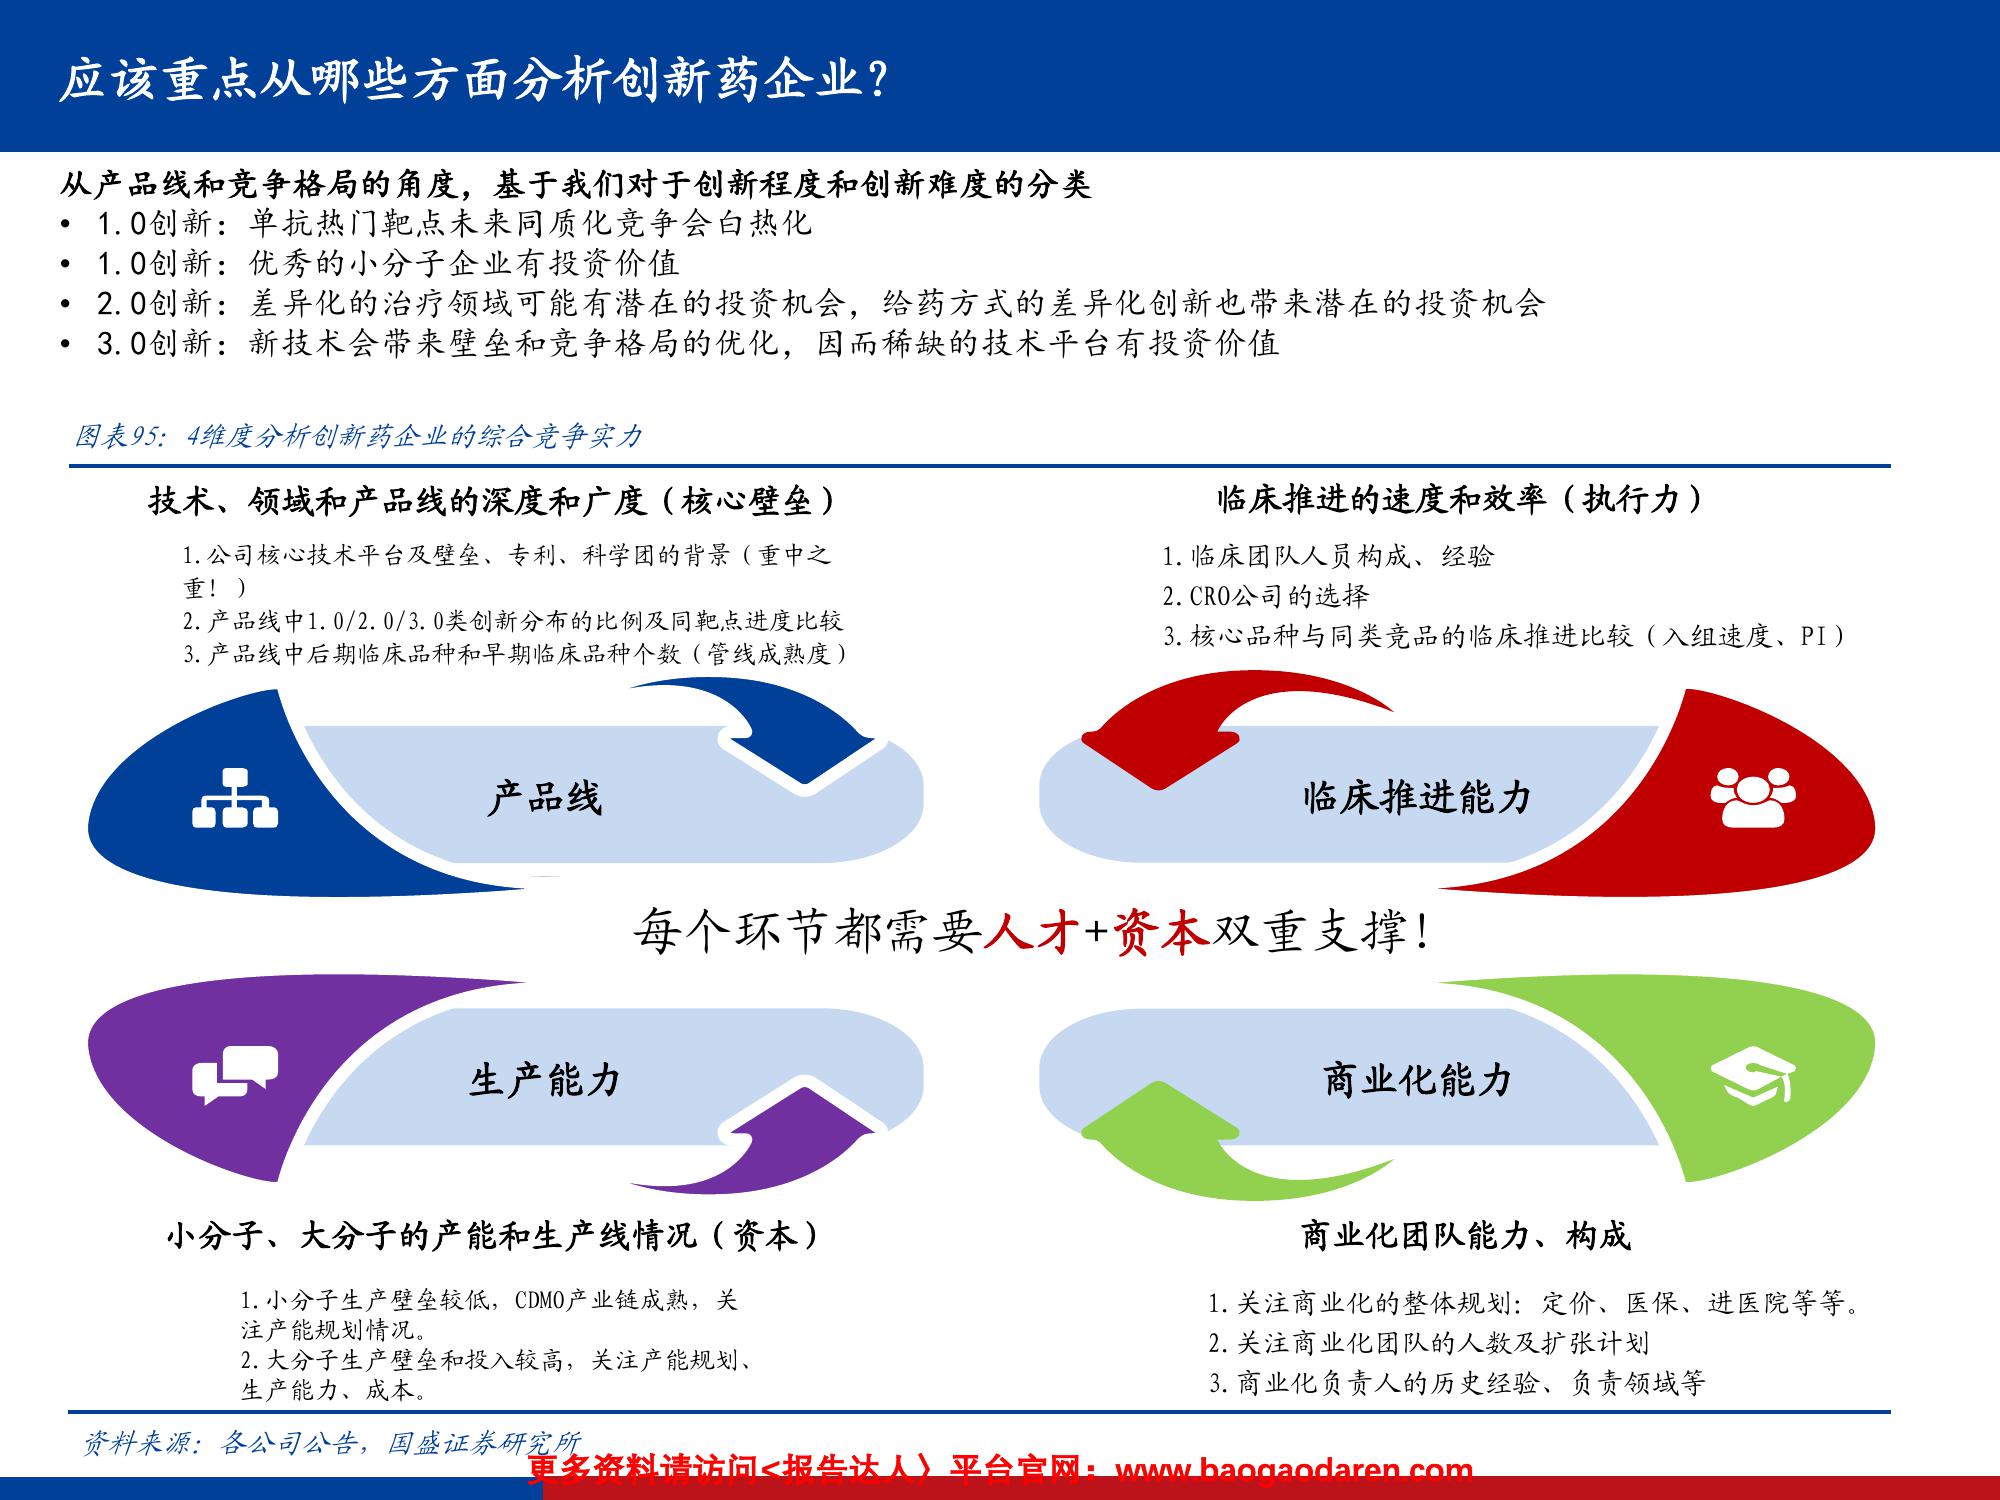 应该重点从哪些方面分析创新药企业？
从产品线和竞争格局的角度，基于我们对于创新程度和创新难度的分类
• 1.0创新：单抗热门靶点未来同质化竞争会白热化
• 1.0创新：优秀的小分子企业有投资价值
• 2.0创新：差异化的治疗领域可能有潜在的投资机会，给药方式的差异化创新也带来潜在的投资机会
• 3.0创新：新技术会带来壁垒和竞争格局的优化，因而稀缺的技术平台有投资价值
图表95：4维度分析创新药企业的综合竞争实力
技术、领域和产品线的深度和广度（核心壁垒）
1.公司核心技术平台及壁垒、专利、科学团的背景（重中之
重！）
2.产品线中1.0/2.0/3.0类创新分布的比例及同靶点进度比较
3.产品线中后期临床品种和早期临床品种个数（管线成熟度）
临床推进的速度和效率（执行力）
1.临床团队人员构成、经验
2.CRO公司的选择
3.核心品种与同类竞品的临床推进比较（入组速度、PI）
产品线
临床推进能力
每个环节都需要人才+资本双重支撑！
生产能力
商业化能力
小分子、大分子的产能和生产线情况（资本）
1.小分子生产壁垒较低，CDMO产业链成熟，关
注产能规划情况。
2.大分子生产壁垒和投入较高，关注产能规划、
生产能力、成本。
商业化团队能力、构成
1.关注商业化的整体规划：定价、医保、进医院等等。
2.关注商业化团队的人数及扩张计划
3.商业化负责人的历史经验、负责领域等
资料来源：各公司公告，国盛证券研究所
更多资料请访问<报告达人〉平台官网：www.baogaodaren.com